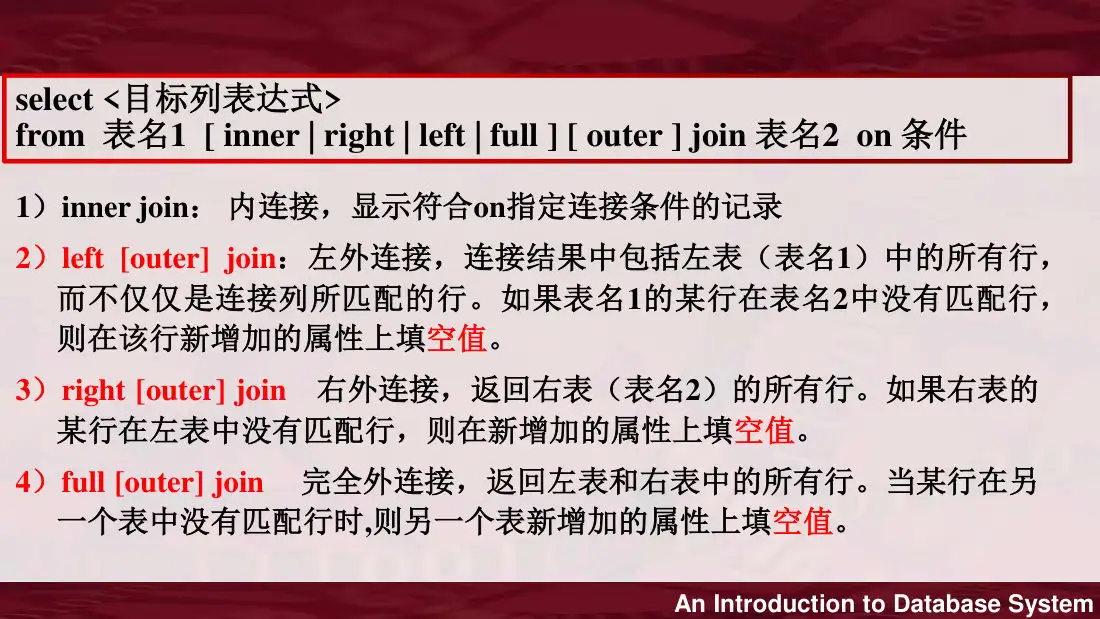 select <目标列表达式>
from 表名1 [ inner | right | left | full ] [ outer ] join 表名2 on 条件
1）inner join： 内连接，显示符合on指定连接条件的记录
2）left [outer] join：左外连接，连接结果中包括左表（表名1）中的所有行，
而不仅仅是连接列所匹配的行。如果表名1的某行在表名2中没有匹配行，
则在该行新增加的属性上填空值。
3）right [outer] join 右外连接，返回右表（表名2）的所有行。如果右表的
某行在左表中没有匹配行，则在新增加的属性上填空值。
4）full [outer] join 完全外连接，返回左表和右表中的所有行。当某行在另
一个表中没有匹配行时,则另一个表新增加的属性上填空值。
An Introduction to Database System